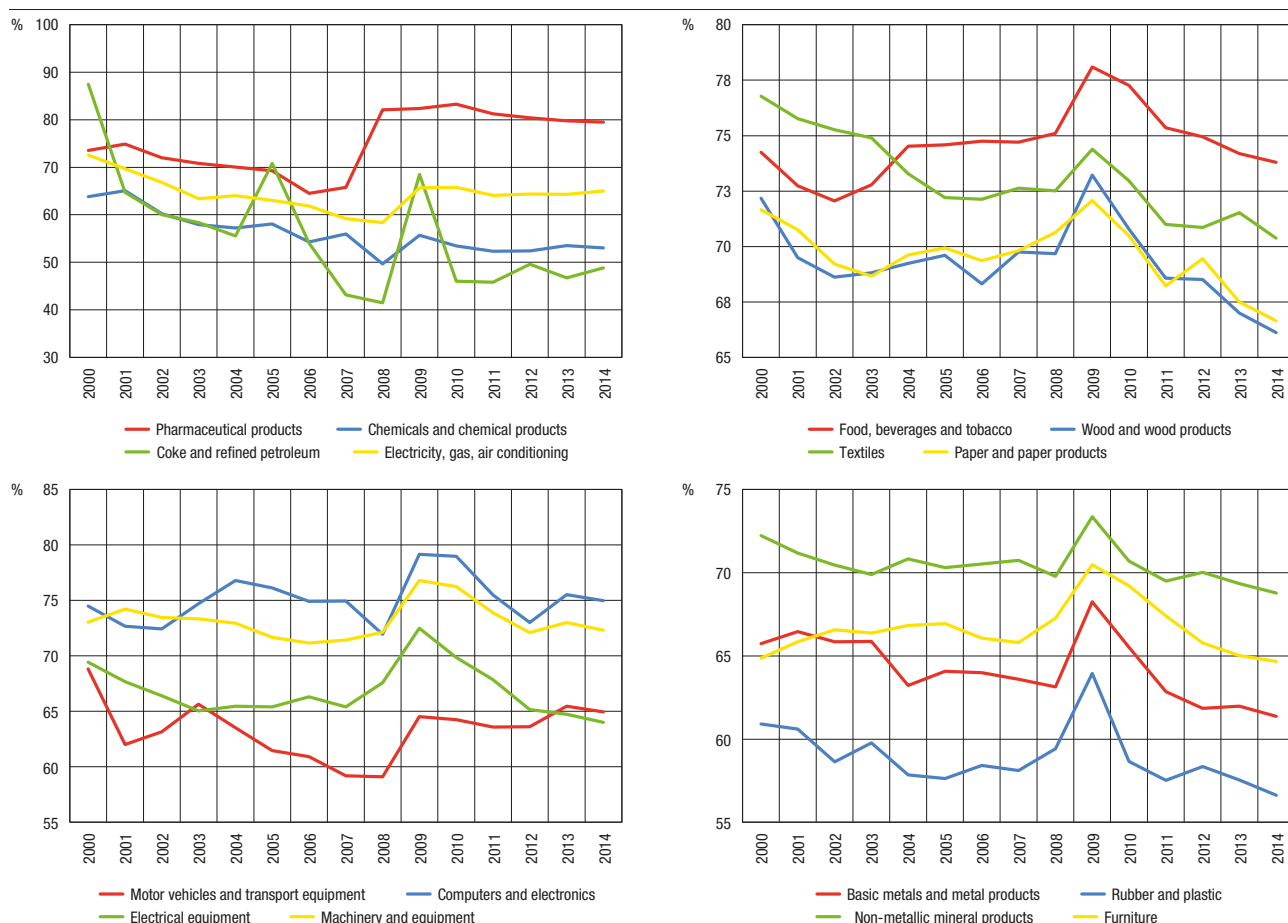 %
100
90
80
70
60
50
40
30
2000 2001 2002 2003 2004 2005 2006 2007 2008 2009 2010 2011 2012 2013 2014
Pharmaceutical products Chemicals and chemical products
Coke and refined petroleum Electricity, gas, air conditioning
%
80
78
75
73
70
68
65
2000 2001 2002 2003 2004 2005 2006 2007 2008 2009 2010 2011 2012 2013 2014
Food, beverages and tobacco Wood and wood products
Textiles Paper and paper products
%
85
80
75
70
65
60
55
2000 2001 2002 2003 2004 2005 2006 2007 2008 2009 2010 2011 2012 2013 2014
Motor vehicles and transport equipment Computers and electronics
Electrical equipment Machinery and equipment
%
75
70
65
60
55
2000 2001 2002 2003 2004 2005 2006 2007 2008 2009 2010 2011 2012 2013 2014
Basic metals and metal products Rubber and plastic
Non-metallic mineral products Furniture